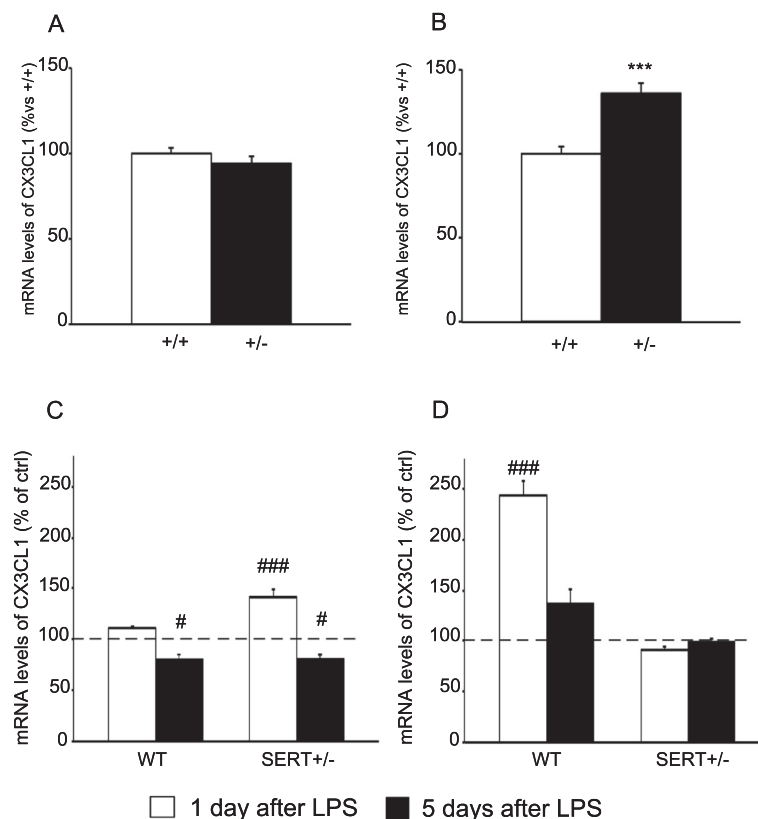 A
mRNA levels of CX3CL1 (%vs +/+)
150
100
50
0
+/+
+/-
B
mRNA levels of CX3CL1 (%vs +/+)
150
100
50
0
***
+/+
+/-
C
mRNA levels of CX3CL1 (% of ctrl)
250
200
150
100
50
0
#
###
#
WT
SERT+/-
D
mRNA levels of CX3CL1 (% of ctrl)
250
200
150
100
50
0
###
WT
SERT+/-
1 day after LPS
5 days after LPS